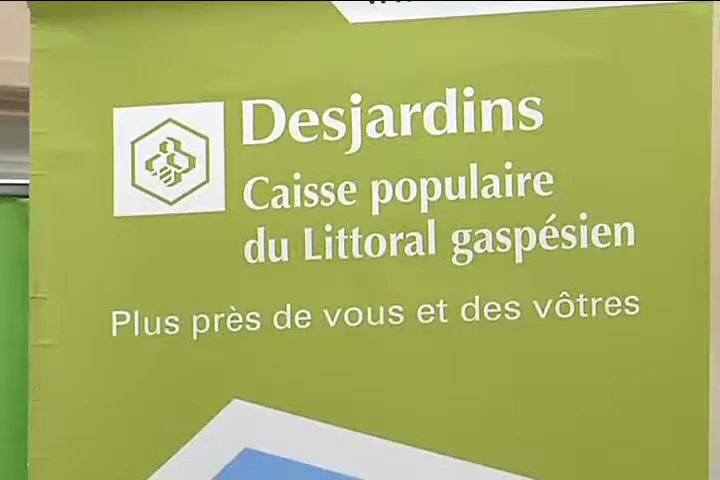 Desjardins
Caisse populaire
du Littoral gaspésien
Plus près de vous et des vôtres